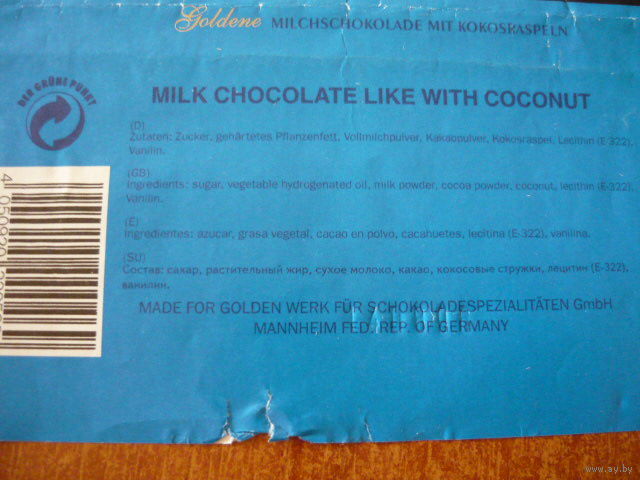 Goldene MILCHSCHOKOLADE MIT KOKOSRASPELN
DER GRÜNE PUNKT
MILK CHOCOLATE LIKE WITH COCONUT
(D)
Zutaten: Zucker, gehärtetes Pflanzenfett, Vollmilchpulver, Kakaopulver, Kokosraspel, Lecithin (E-322),
Vanilin.
(GB)
Ingredients: sugar, vegetable hydrogenated oil, milk powder, cocoa powder, coconut, lecithin (E-322),
Vanilin.
(E)
Ingredientes: azucar, grasa vegetal, cacao en polvo, cacahuetes, lecitina (E-322), vanilina.
(SU)
Состав: сахар, растительный жир, сухое молоко, какао, кокосовые стружки, лецитин (E-322),
ванилин.
MADE FOR GOLDEN WERK FÜR SCHOKOLADESPEZIALITÄTEN GmbH
MANNHEIM FED. REP. OF GERMANY
www.ay.by